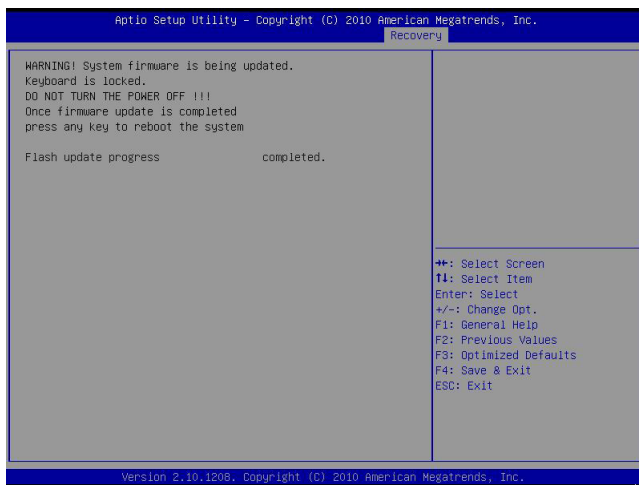 Aptio Setup Utility – Copyright (C) 2010 American Megatrends, Inc.
Recovery
WARNING! System firmware is being updated.
Keyboard is locked.
DO NOT TURN THE POWER OFF !!!
Once firmware update is completed
press any key to reboot the system
Flash update progress completed.
→←: Select Screen
↑↓: Select Item
Enter: Select
+/-: Change Opt.
F1: General Help
F2: Previous Values
F3: Optimized Defaults
F4: Save & Exit
ESC: Exit
Version 2.10.1208. Copyright (C) 2010 American Megatrends, Inc.